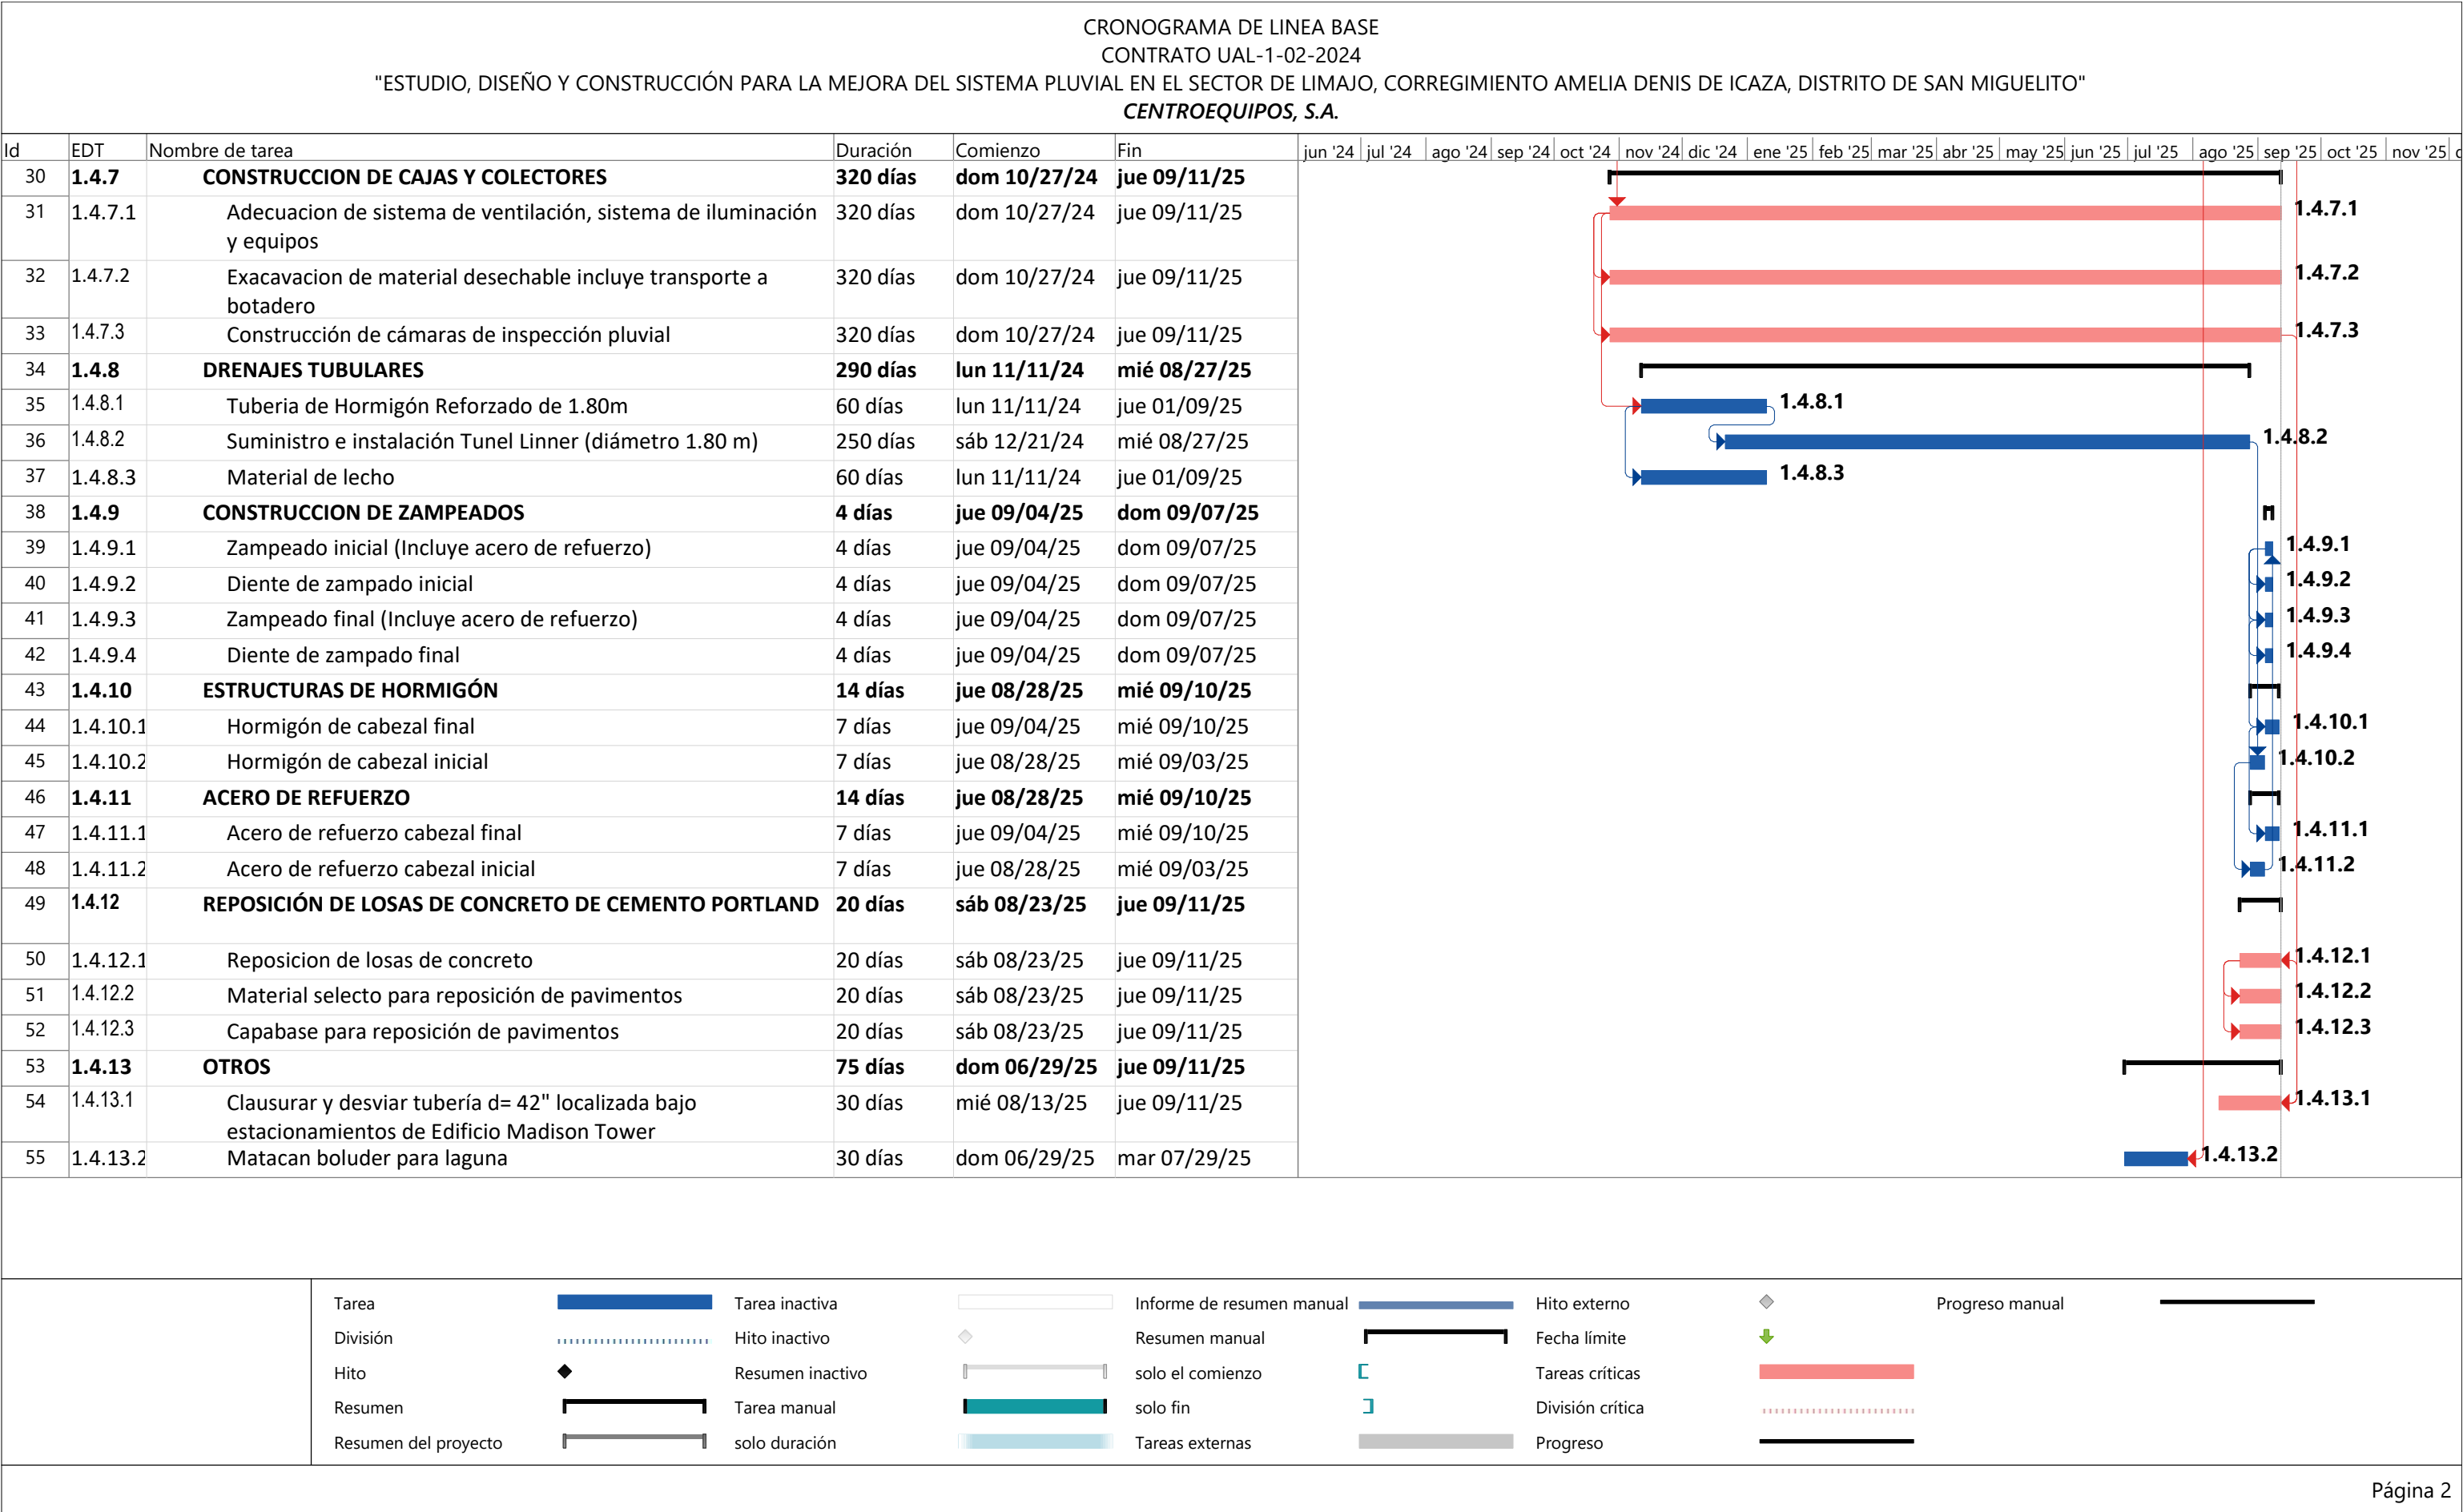 CRONOGRAMA DE LINEA BASE
CONTRATO UAL-1-02-2024
"ESTUDIO, DISEÑO Y CONSTRUCCIÓN PARA LA MEJORA DEL SISTEMA PLUVIAL EN EL SECTOR DE LIMAJO, CORREGIMIENTO AMELIA DENIS DE ICAZA, DISTRITO DE SAN MIGUELITO"
CENTROEQUIPOS, S.A.
Id EDT Nombre de tarea Duración Comienzo Fin jun '24 jul '24 ago '24 sep '24 oct '24 nov '24 dic '24 ene '25 feb '25 mar '25 abr '25 may '25 jun '25 jul '25 ago '25 sep '25 oct '25 nov '25
30 1.4.7 CONSTRUCCION DE CAJAS Y COLECTORES 320 días dom 10/27/24 jue 09/11/25
31 1.4.7.1 Adecuacion de sistema de ventilación, sistema de iluminación 320 días dom 10/27/24 jue 09/11/25 1.4.7.1
y equipos
32 1.4.7.2 Exacavacion de material desechable incluye transporte a 320 días dom 10/27/24 jue 09/11/25 1.4.7.2
botadero
33 1.4.7.3 Construcción de cámaras de inspección pluvial 320 días dom 10/27/24 jue 09/11/25 1.4.7.3
34 1.4.8 DRENAJES TUBULARES 290 días lun 11/11/24 mié 08/27/25
35 1.4.8.1 Tuberia de Hormigón Reforzado de 1.80m 60 días lun 11/11/24 jue 01/09/25 1.4.8.1
36 1.4.8.2 Suministro e instalación Tunel Linner (diámetro 1.80 m) 250 días sáb 12/21/24 mié 08/27/25 1.4.8.2
37 1.4.8.3 Material de lecho 60 días lun 11/11/24 jue 01/09/25 1.4.8.3
38 1.4.9 CONSTRUCCION DE ZAMPEADOS 4 días jue 09/04/25 dom 09/07/25
39 1.4.9.1 Zampeado inicial (Incluye acero de refuerzo) 4 días jue 09/04/25 dom 09/07/25 1.4.9.1
40 1.4.9.2 Diente de zampado inicial 4 días jue 09/04/25 dom 09/07/25 1.4.9.2
41 1.4.9.3 Zampeado final (Incluye acero de refuerzo) 4 días jue 09/04/25 dom 09/07/25 1.4.9.3
42 1.4.9.4 Diente de zampado final 4 días jue 09/04/25 dom 09/07/25 1.4.9.4
43 1.4.10 ESTRUCTURAS DE HORMIGÓN 14 días jue 08/28/25 mié 09/10/25
44 1.4.10.1 Hormigón de cabezal final 7 días jue 09/04/25 mié 09/10/25 1.4.10.1
45 1.4.10.2 Hormigón de cabezal inicial 7 días jue 08/28/25 mié 09/03/25 1.4.10.2
46 1.4.11 ACERO DE REFUERZO 14 días jue 08/28/25 mié 09/10/25
47 1.4.11.1 Acero de refuerzo cabezal final 7 días jue 09/04/25 mié 09/10/25 1.4.11.1
48 1.4.11.2 Acero de refuerzo cabezal inicial 7 días jue 08/28/25 mié 09/03/25 1.4.11.2
49 1.4.12 REPOSICIÓN DE LOSAS DE CONCRETO DE CEMENTO PORTLAND 20 días sáb 08/23/25 jue 09/11/25
50 1.4.12.1 Reposicion de losas de concreto 20 días sáb 08/23/25 jue 09/11/25 1.4.12.1
51 1.4.12.2 Material selecto para reposición de pavimentos 20 días sáb 08/23/25 jue 09/11/25 1.4.12.2
52 1.4.12.3 Capabase para reposición de pavimentos 20 días sáb 08/23/25 jue 09/11/25 1.4.12.3
53 1.4.13 OTROS 75 días dom 06/29/25 jue 09/11/25
54 1.4.13.1 Clausurar y desviar tubería d= 42" localizada bajo 30 días mié 08/13/25 jue 09/11/25 1.4.13.1
estacionamientos de Edificio Madison Tower
55 1.4.13.2 Matacan boluder para laguna 30 días dom 06/29/25 mar 07/29/25 1.4.13.2
Tarea Tarea inactiva Informe de resumen manual Hito externo Progreso manual
División Hito inactivo Resumen manual Fecha límite
Hito Resumen inactivo solo el comienzo Tareas críticas
Resumen Tarea manual solo fin División crítica
Resumen del proyecto solo duración Tareas externas Progreso
Página 2